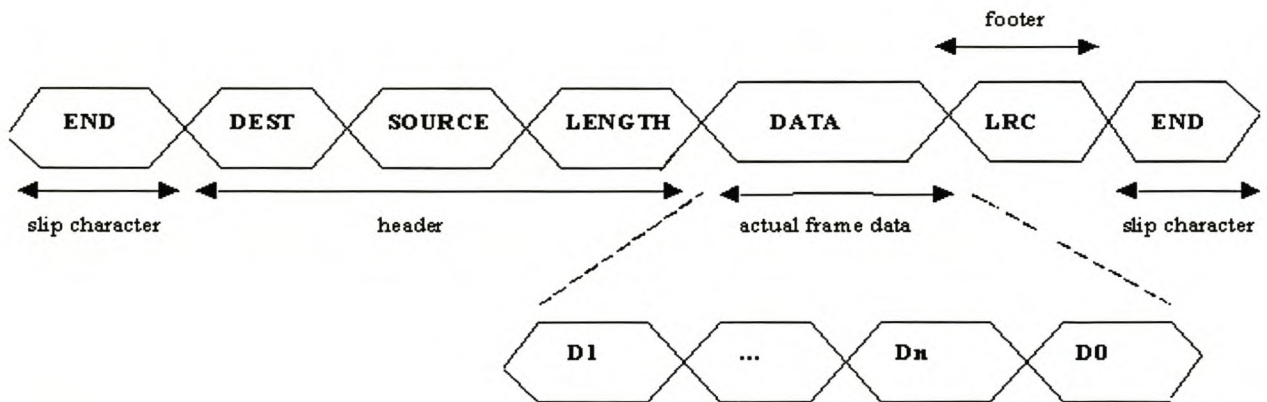 footer
END DEST SOURCE LENGTH DATA LRC END
slip character header actual frame data slip character
D1 ... Dn D0